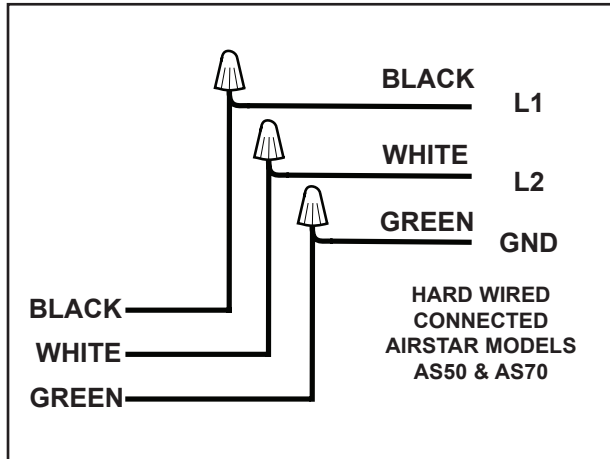 BLACK L1
WHITE L2
GREEN GND
BLACK
WHITE
GREEN
HARD WIRED
CONNECTED
AIRSTAR MODELS
AS50 & AS70